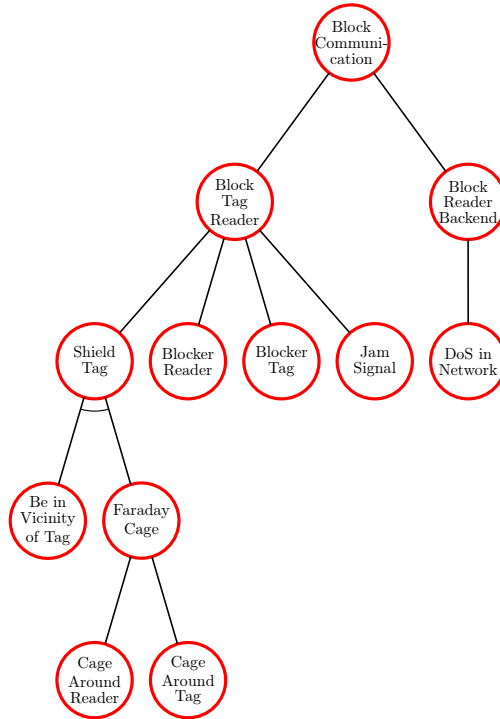 Block
Communi-
cation
Block
Tag
Reader
Block
Reader
Backend
Shield
Tag
Blocker
Reader
Blocker
Tag
Jam
Signal
DoS in
Network
Be in
Vicinity
of Tag
Faraday
Cage
Cage
Around
Reader
Cage
Around
Tag